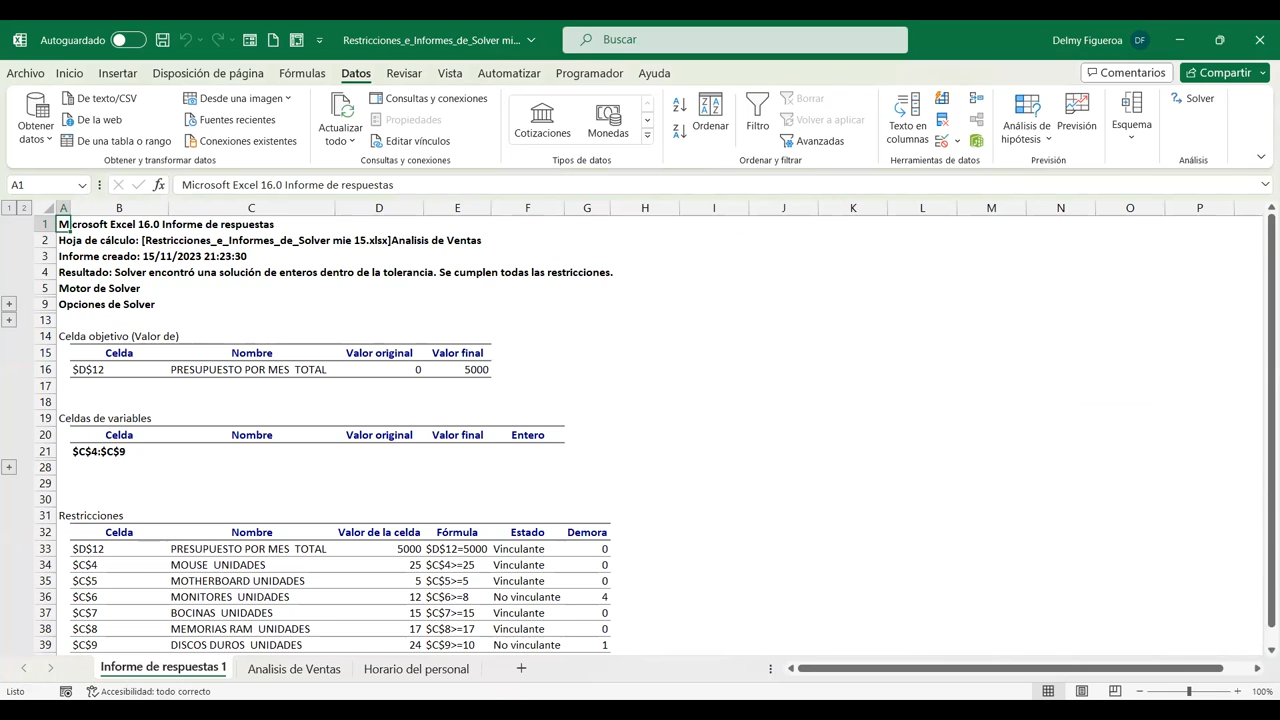 Autoguardado Restricciones_e_Informes_de_Solver mi... Buscar Delmy Figueroa DF
Archivo Inicio Insertar Disposición de página Fórmulas Datos Revisar Vista Automatizar Programador Ayuda Comentarios Compartir
Obtener datos
De texto/CSV
De la web
De una tabla o rango
Desde una imagen
Fuentes recientes
Conexiones existentes
Obtener y transformar datos
Actualizar todo
Consultas y conexiones
Propiedades
Editar vínculos
Consultas y conexiones
Cotizaciones Monedas
Tipos de datos
Ordenar
Filtro
Borrar
Volver a aplicar
Avanzadas
Ordenar y filtrar
Texto en columnas
Herramientas de datos
Análisis de hipótesis
Previsión
Previsión
Esquema
Solver
Análisis
A1 fx Microsoft Excel 16.0 Informe de respuestas
1 2 A B C D E F G H I J K L M N O P
1 Microsoft Excel 16.0 Informe de respuestas
2 Hoja de cálculo: [Restricciones_e_Informes_de_Solver mie 15.xlsx]Analisis de Ventas
3 Informe creado: 15/11/2023 21:23:30
4 Resultado: Solver encontró una solución de enteros dentro de la tolerancia. Se cumplen todas las restricciones.
5 Motor de Solver
9 Opciones de Solver
13
14 Celda objetivo (Valor de)
15 Celda Nombre Valor original Valor final
16 $D$12 PRESUPUESTO POR MES TOTAL 0 5000
17
18
19 Celdas de variables
20 Celda Nombre Valor original Valor final Entero
21 $C$4:$C$9
28
29
30
31 Restricciones
32 Celda Nombre Valor de la celda Fórmula Estado Demora
33 $D$12 PRESUPUESTO POR MES TOTAL 5000 $D$12=5000 Vinculante 0
34 $C$4 MOUSE UNIDADES 25 $C$4>=25 Vinculante 0
35 $C$5 MOTHERBOARD UNIDADES 5 $C$5>=5 Vinculante 0
36 $C$6 MONITORES UNIDADES 12 $C$6>=8 No vinculante 4
37 $C$7 BOCINAS UNIDADES 15 $C$7>=15 Vinculante 0
38 $C$8 MEMORIAS RAM UNIDADES 17 $C$8>=17 Vinculante 0
39 $C$9 DISCOS DUROS UNIDADES 24 $C$9>=10 No vinculante 1
Informe de respuestas 1 Analisis de Ventas Horario del personal
Listo Accesibilidad: todo correcto 100%